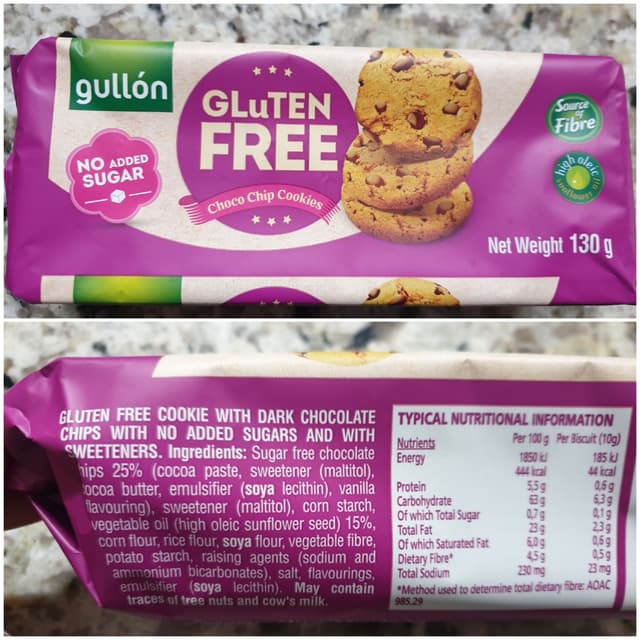 gullón
GLuTEN
FREE
Choco Chip Cookies
NO ADDED
SUGAR
Source
of
Fibre
high oleic
sunflower oil
Net Weight 130 g
GLUTEN FREE COOKIE WITH DARK CHOCOLATE
CHIPS WITH NO ADDED SUGARS AND WITH
SWEETENERS. Ingredients: Sugar free chocolate
hips 25% (cocoa paste, sweetener (maltitol),
ocoa butter, emulsifier (soya lecithin), vanilla
flavouring), sweetener (maltitol), corn starch,
vegetable oil (high oleic sunflower seed) 15%,
corn flour, rice flour, soya flour, vegetable fibre,
potato starch, raising agents (sodium and
ammonium bicarbonates), salt, flavourings,
emulsifier (soya lecithin). May contain
traces of tree nuts and cow's milk.
TYPICAL NUTRITIONAL INFORMATION
Nutrients Per 100 g Per Biscuit (10g)
Energy 1850 kJ 185 kJ
444 kcal 44 kcal
Protein 5,5 g 0,6 g
Carbohydrate 63 g 6,3 g
Of which Total Sugar 0,7 g 0,1 g
Total Fat 23 g 2,3 g
Of which Saturated Fat 6,0 g 0,6 g
Dietary Fibre* 4,5 g 0,5 g
Total Sodium 230 mg 23 mg
*Method used to determine total dietary fibre: AOAC
985.29